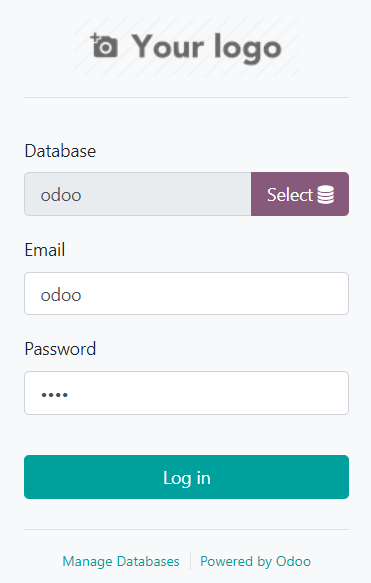 Your logo
Database
odoo Select
Email
odoo
Password
••••
Log in
Manage Databases Powered by Odoo